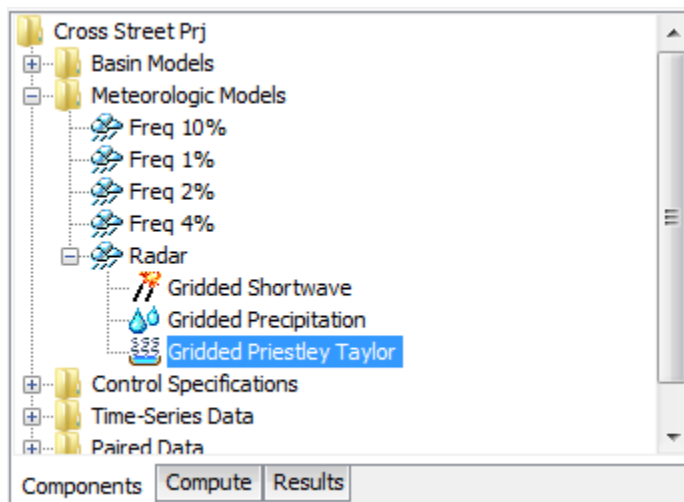 Cross Street Prj
Basin Models
Meteorologic Models
Freq 10%
Freq 1%
Freq 2%
Freq 4%
Radar
Gridded Shortwave
Gridded Precipitation
Gridded Priestley Taylor
Control Specifications
Time-Series Data
Paired Data
Components Compute Results